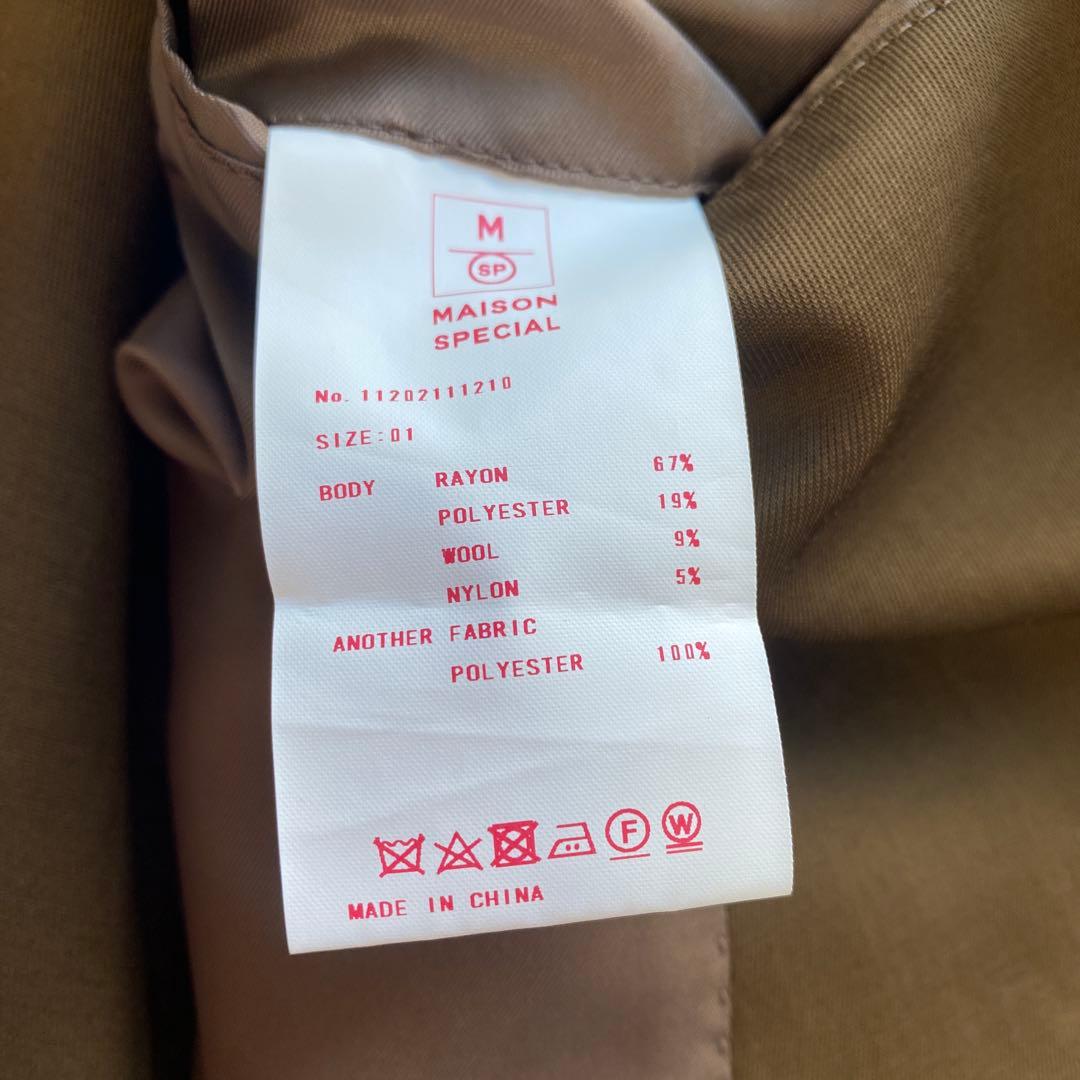 M
SP
MAISON
SPECIAL
No. 11202111210
SIZE:01
BODY RAYON 67%
POLYESTER 19%
WOOL 9%
NYLON 5%
ANOTHER FABRIC
POLYESTER 100%
F W
MADE IN CHINA